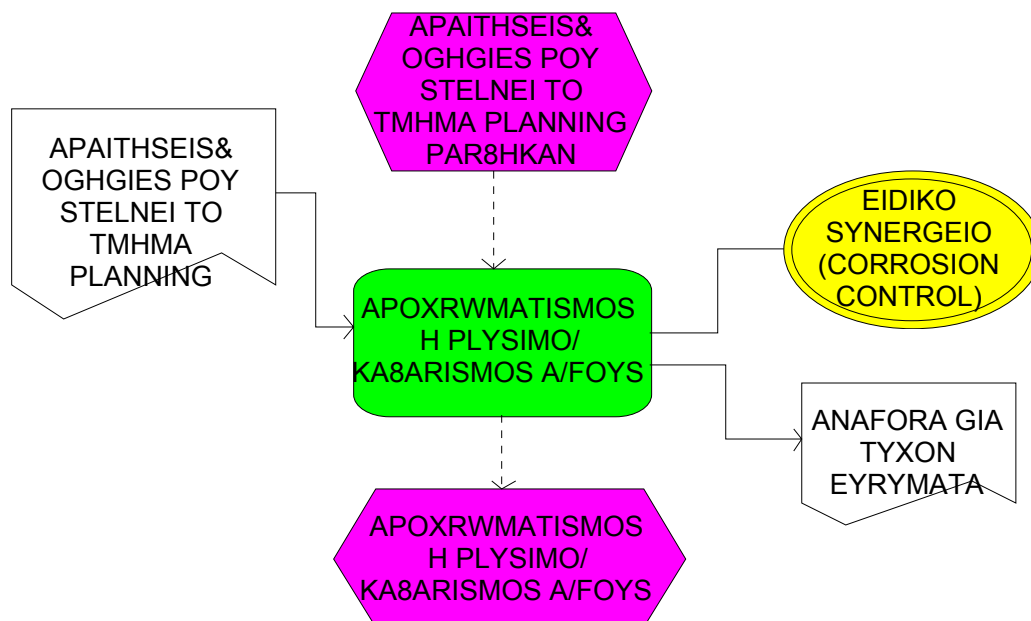 APAITHSEIS&
OGHGIES POY
STELNEI TO
TMHMA PLANNING
PAR8HKAN
APAITHSEIS&
OGHGIES POY
STELNEI TO
TMHMA
PLANNING
EIDIKO
SYNERGEIO
(CORROSION
CONTROL)
APOXRWMATISMOS
H PLYSIMO/
KA8ARISMOS A/FOYS
ANAFORA GIA
TYXON
EYRYMATA
APOXRWMATISMOS
H PLYSIMO/
KA8ARISMOS A/FOYS